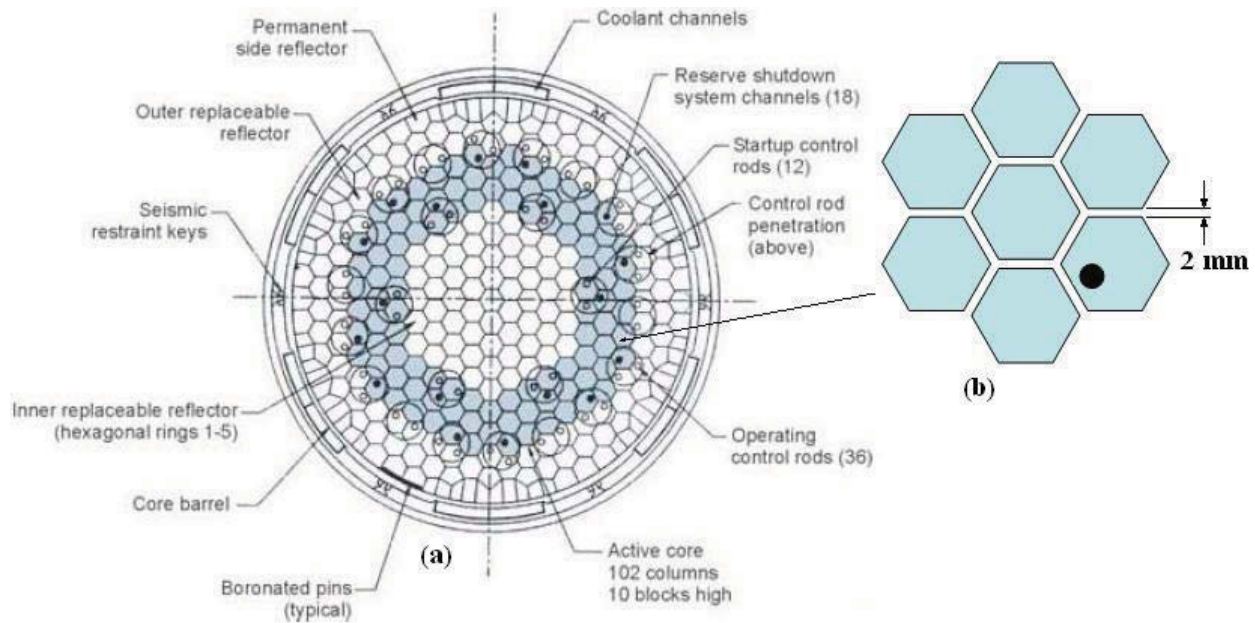 Coolant channels
Permanent
side reflector
Reserve shutdown
system channels (18)
Outer replaceable
reflector
Startup control
rods (12)
Seismic
restraint keys
Control rod
penetration
(above)
2 mm
(b)
Inner replaceable reflector
(hexagonal rings 1-5)
Operating
control rods (36)
Core barrel
(a)
Active core
102 columns
10 blocks high
Boronated pins
(typical)